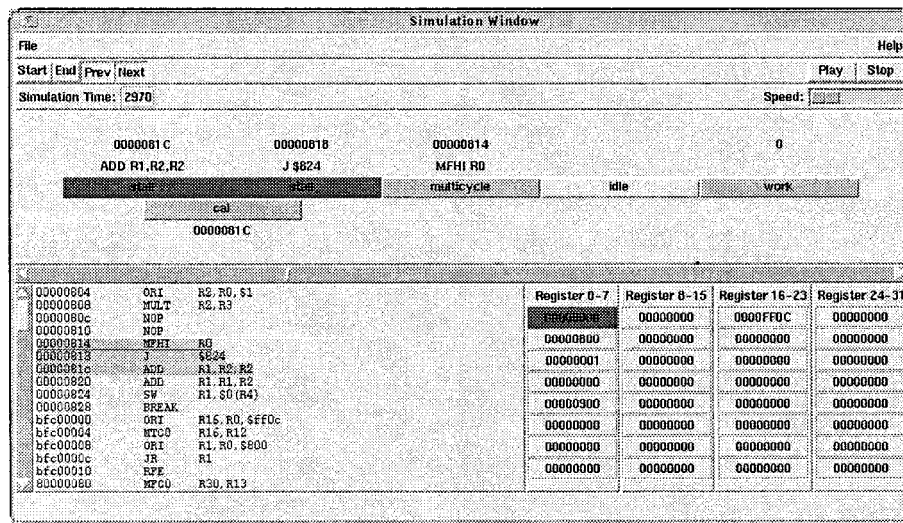 Simulation Window
File Help
Start End Prev Next Play Stop
Simulation Time: 2970 Speed:
0000081C 00000818 00000814 0
ADD R1,R2,R2 J $824 MFHI R0
stall stall multicycle idle work
cal
0000081C
Register 0-7 Register 8-15 Register 16-23 Register 24-31
00000804 ORI R2,R0,$1
00000808 MULT R2,R3
0000080c NOP
00000810 NOP
00000814 MFHI R0
00000818 J $824
0000081c ADD R1,R2,R2
00000820 ADD R1,R1,R2
00000824 SW R1,$0(R4)
00000828 BREAK
bfc00000 ORI R16,R0,$ff0c
bfc00004 MTC0 R16,R12
bfc00008 ORI R1,R0,$800
bfc0000c JR R1
bfc00010 RFE
80000080 MFC0 R30,R13
00000000 0000FF0C 00000000
00000800 00000000 00000000 00000000
00000001 00000000 00000000 00000000
00000000 00000000 00000000 00000000
00000900 00000000 00000000 00000000
00000000 00000000 00000000 00000000
00000000 00000000 00000000 00000000
00000000 00000000 00000000 00000000